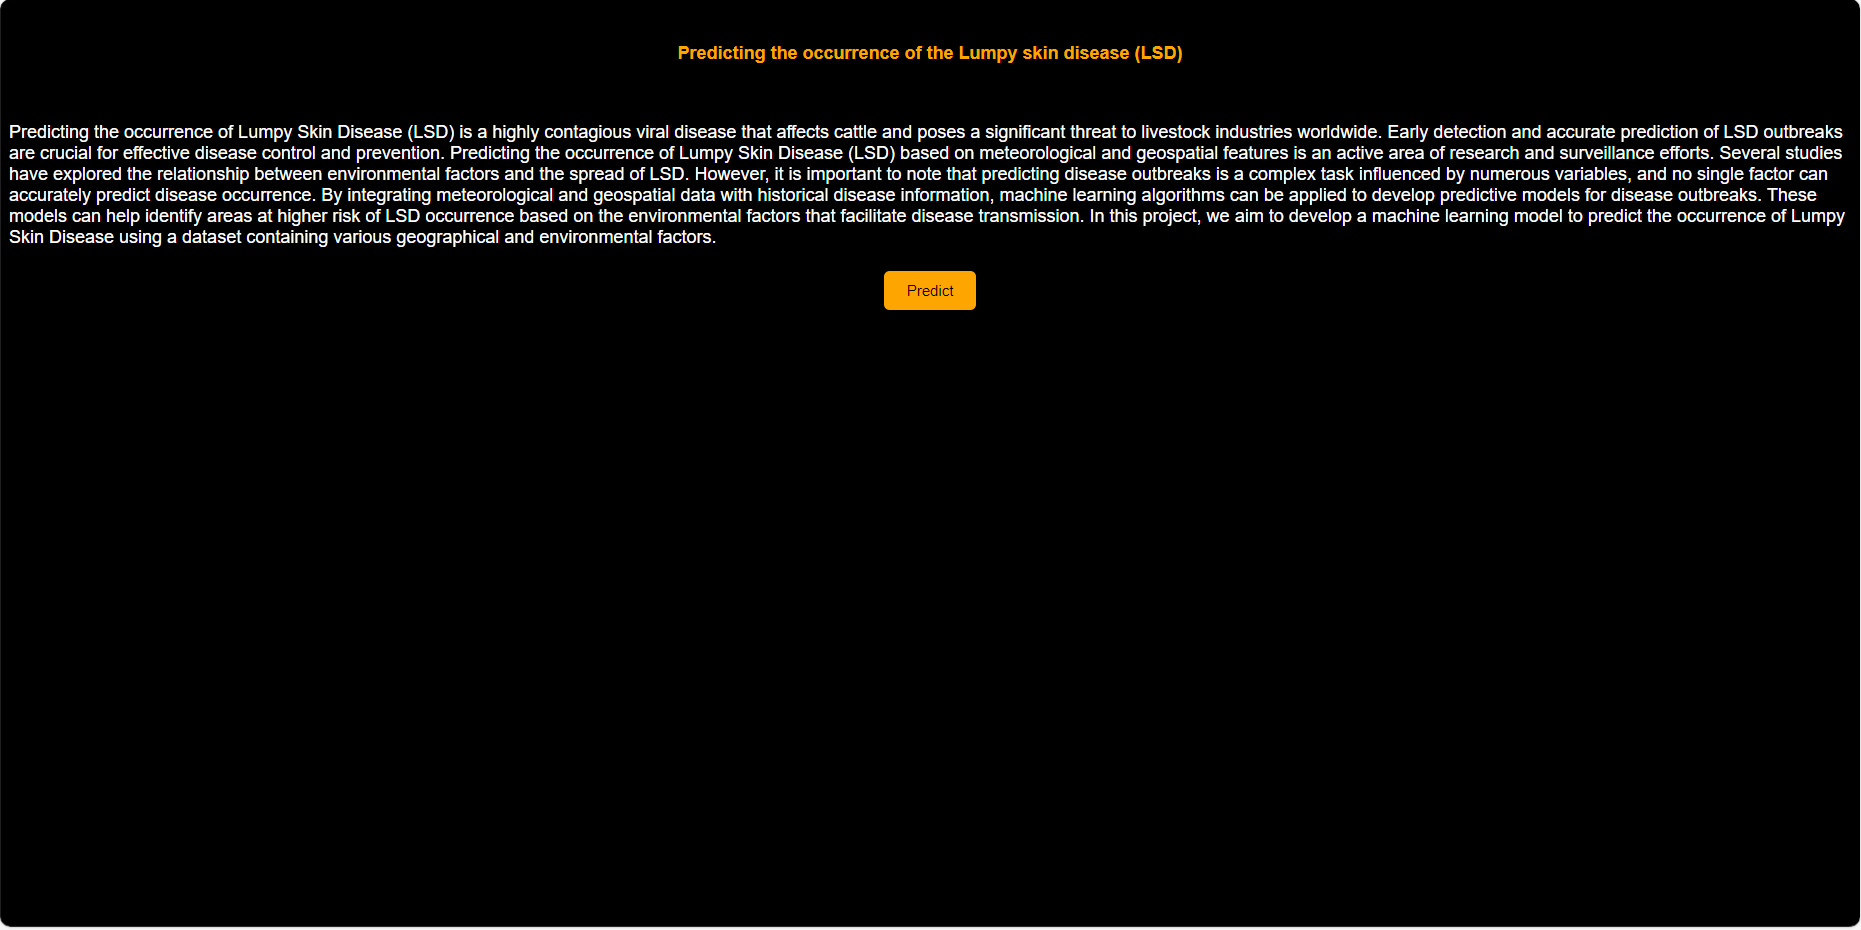 Predicting the occurrence of the Lumpy skin disease (LSD)
Predicting the occurrence of Lumpy Skin Disease (LSD) is a highly contagious viral disease that affects cattle and poses a significant threat to livestock industries worldwide. Early detection and accurate prediction of LSD outbreaks
are crucial for effective disease control and prevention. Predicting the occurrence of Lumpy Skin Disease (LSD) based on meteorological and geospatial features is an active area of research and surveillance efforts. Several studies
have explored the relationship between environmental factors and the spread of LSD. However, it is important to note that predicting disease outbreaks is a complex task influenced by numerous variables, and no single factor can
accurately predict disease occurrence. By integrating meteorological and geospatial data with historical disease information, machine learning algorithms can be applied to develop predictive models for disease outbreaks. These
models can help identify areas at higher risk of LSD occurrence based on the environmental factors that facilitate disease transmission. In this project, we aim to develop a machine learning model to predict the occurrence of Lumpy
Skin Disease using a dataset containing various geographical and environmental factors.
Predict